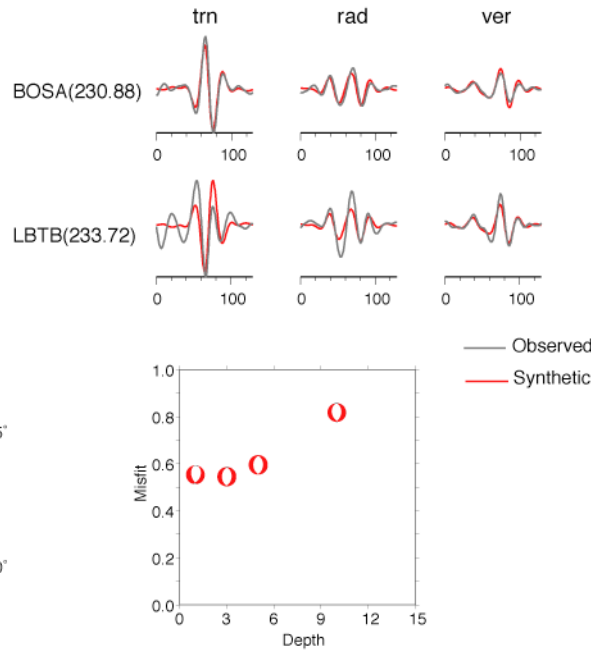 trn rad ver
BOSA(230.88)
0 100 0 100 0 100
LBTB(233.72)
0 100 0 100 0 100
Observed
Synthetic
1.0
0.8
0.6
0.4
0.2
0.0
Misfit
0 3 6 9 12 15
Depth
0°